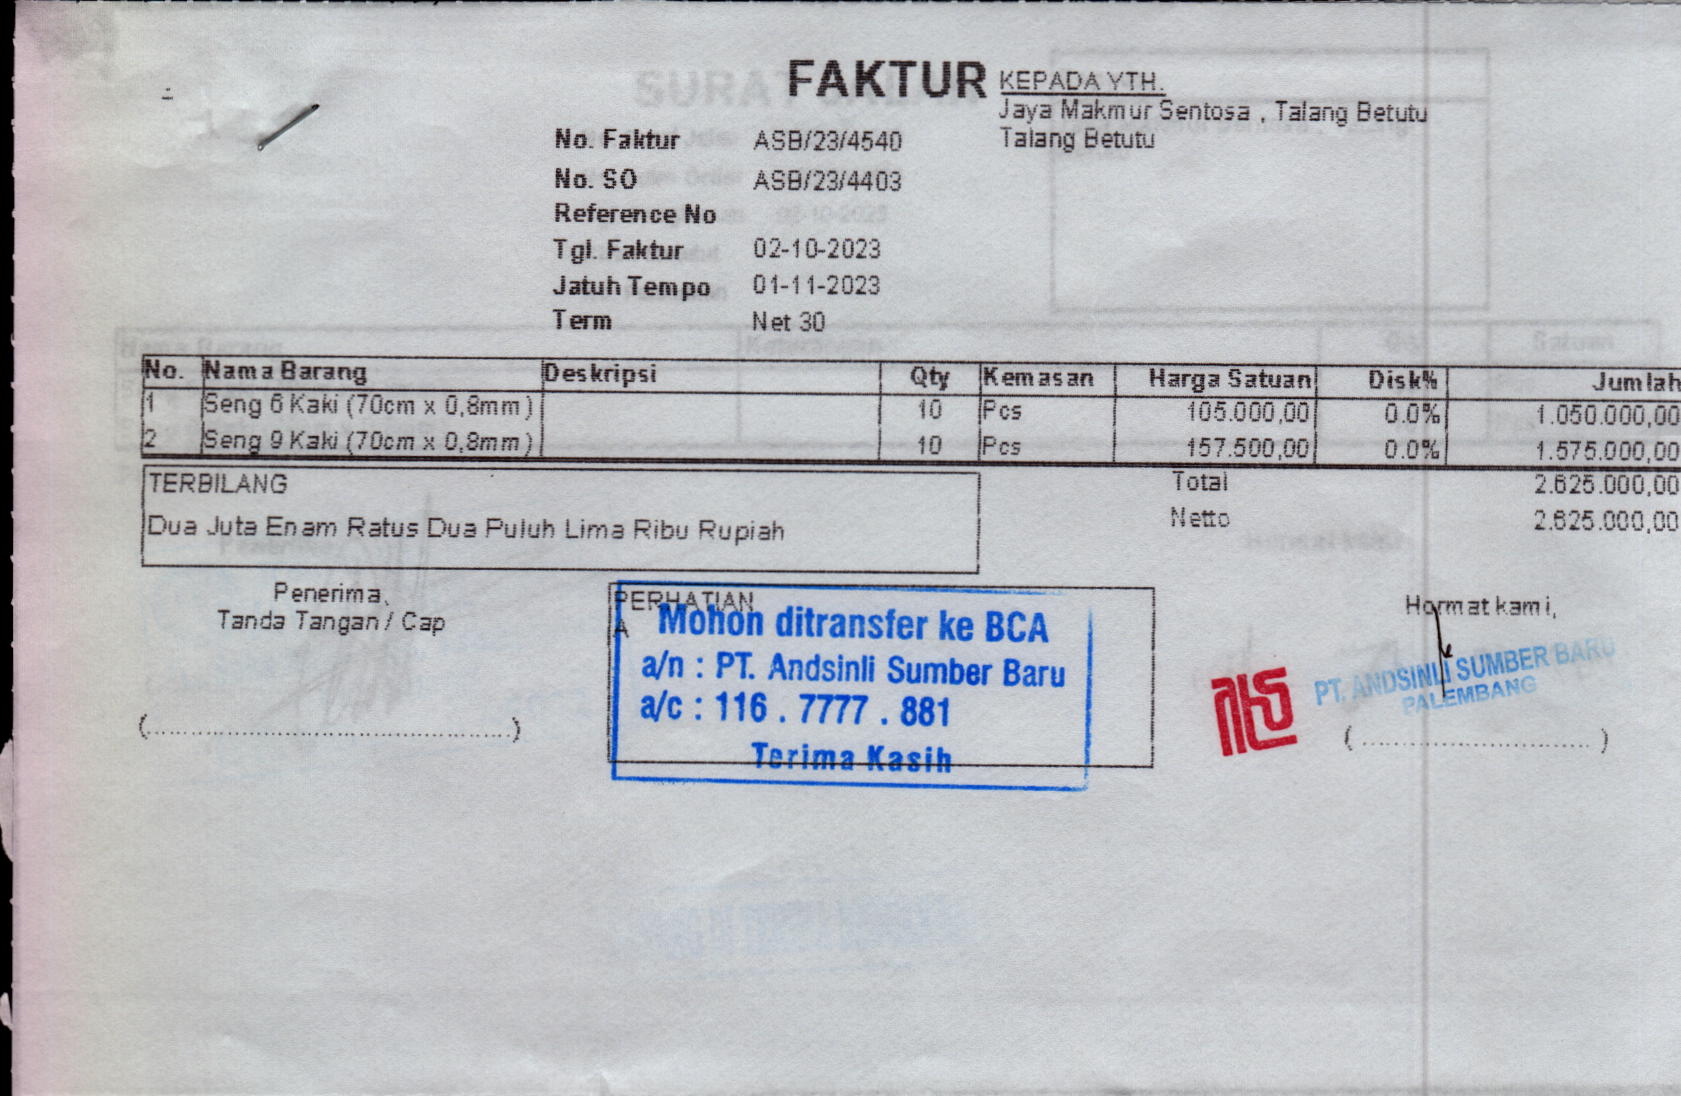 FAKTUR
KEPADA YTH.
Jaya Makmur Sentosa , Talang Betutu
Talang Betutu
No. Faktur ASB/23/4540
No. SO ASB/23/4403
Reference No
Tgl. Faktur 02-10-2023
Jatuh Tempo 01-11-2023
Term Net 30
No. Nama Barang Deskripsi Qty Kemasan Harga Satuan Disk% Jumlah
1 Seng 6 Kaki (70cm x 0,8mm) 10 Pcs 105.000,00 0.0% 1.050.000,00
2 Seng 9 Kaki (70cm x 0,8mm) 10 Pcs 157.500,00 0.0% 1.575.000,00
Total 2.625.000,00
Netto 2.625.000,00
TERBILANG
Dua Juta Enam Ratus Dua Puluh Lima Ribu Rupiah
Penerima,
Tanda Tangan / Cap
(..............................................)
PERHATIAN
A
Mohon ditransfer ke BCA
a/n : PT. Andsinli Sumber Baru
a/c : 116 . 7777 . 881
Terima Kasih
Hormat kami,
PT. ANDSINLI SUMBER BARU
PALEMBANG
( .............................. )